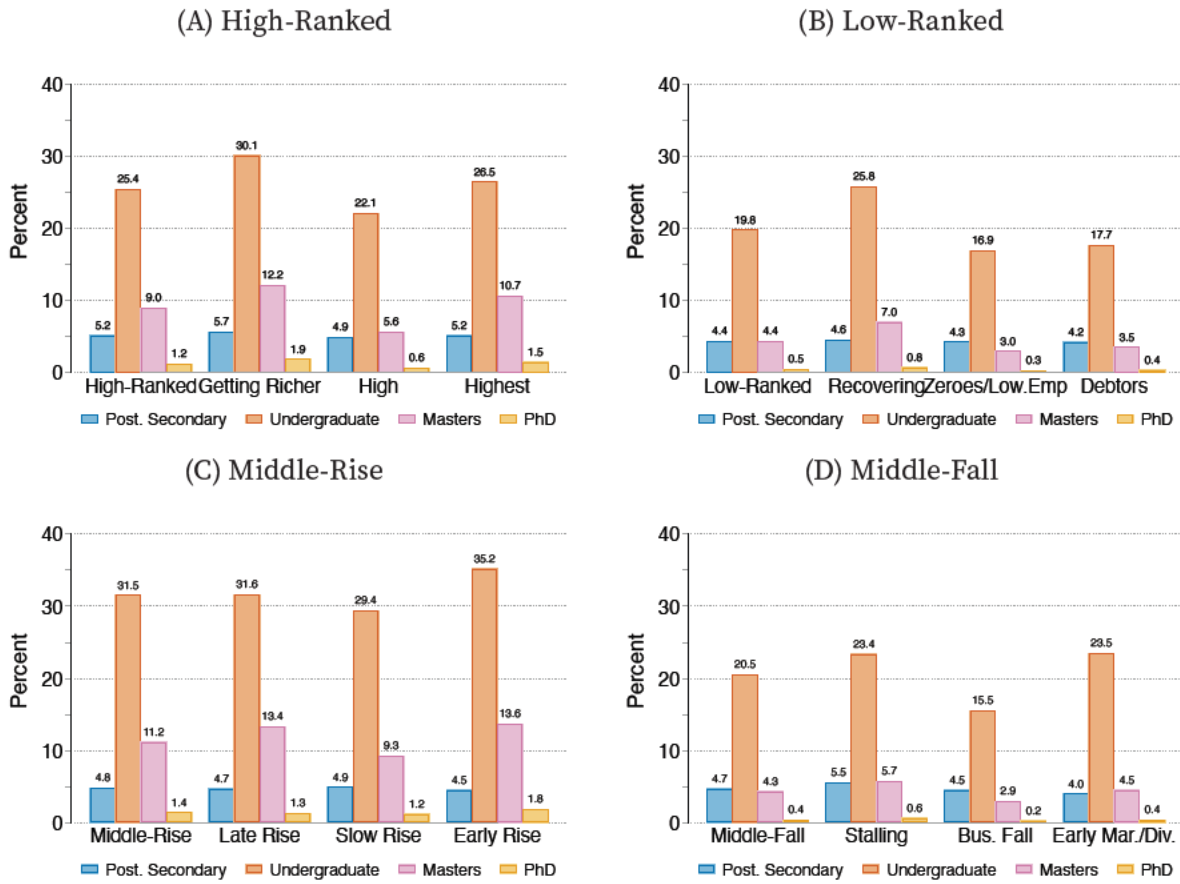 (A) High-Ranked
40
30
20
10
0
Percent
5.2 25.4 9.0 1.2
5.7 30.1 12.2 1.9
4.9 22.1 5.6 0.6
5.2 26.5 10.7 1.5
High-Ranked Getting Richer High Highest
Post. Secondary Undergraduate Masters PhD
(B) Low-Ranked
40
30
20
10
0
Percent
4.4 19.8 4.4 0.5
4.6 25.8 7.0 0.8
4.3 16.9 3.0 0.3
4.2 17.7 3.5 0.4
Low-Ranked Recovering Zeroes/Low.Emp Debtors
Post. Secondary Undergraduate Masters PhD
(C) Middle-Rise
40
30
20
10
0
Percent
4.8 31.5 11.2 1.4
4.7 31.6 13.4 1.3
4.9 29.4 9.3 1.2
4.5 35.2 13.6 1.8
Middle-Rise Late Rise Slow Rise Early Rise
Post. Secondary Undergraduate Masters PhD
(D) Middle-Fall
40
30
20
10
0
Percent
4.7 20.5 4.3 0.4
5.5 23.4 5.7 0.6
4.5 15.5 2.9 0.2
4.0 23.5 4.5 0.4
Middle-Fall Stalling Bus. Fall Early Mar./Div.
Post. Secondary Undergraduate Masters PhD